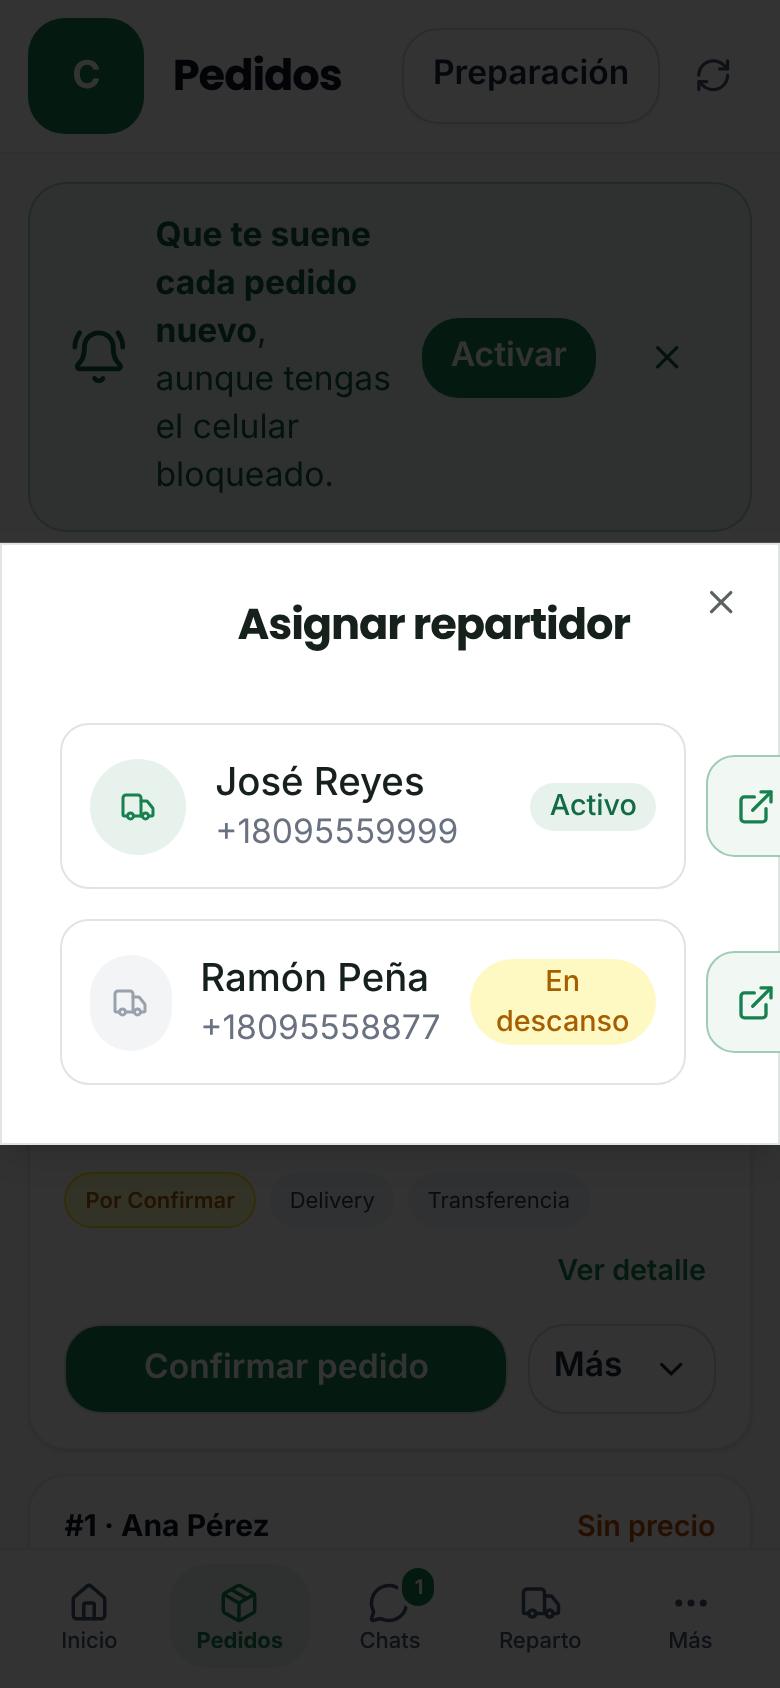 C
Pedidos
Preparación
Que te suene
cada pedido
nuevo,
aunque tengas
el celular
bloqueado.
Activar
Asignar repartidor
José Reyes
+18095559999
Activo
Ramón Peña
+18095558877
En
descanso
Por Confirmar
Delivery
Transferencia
Ver detalle
Confirmar pedido
Más
#1 · Ana Pérez
Sin precio
1
Inicio
Pedidos
Chats
Reparto
Más